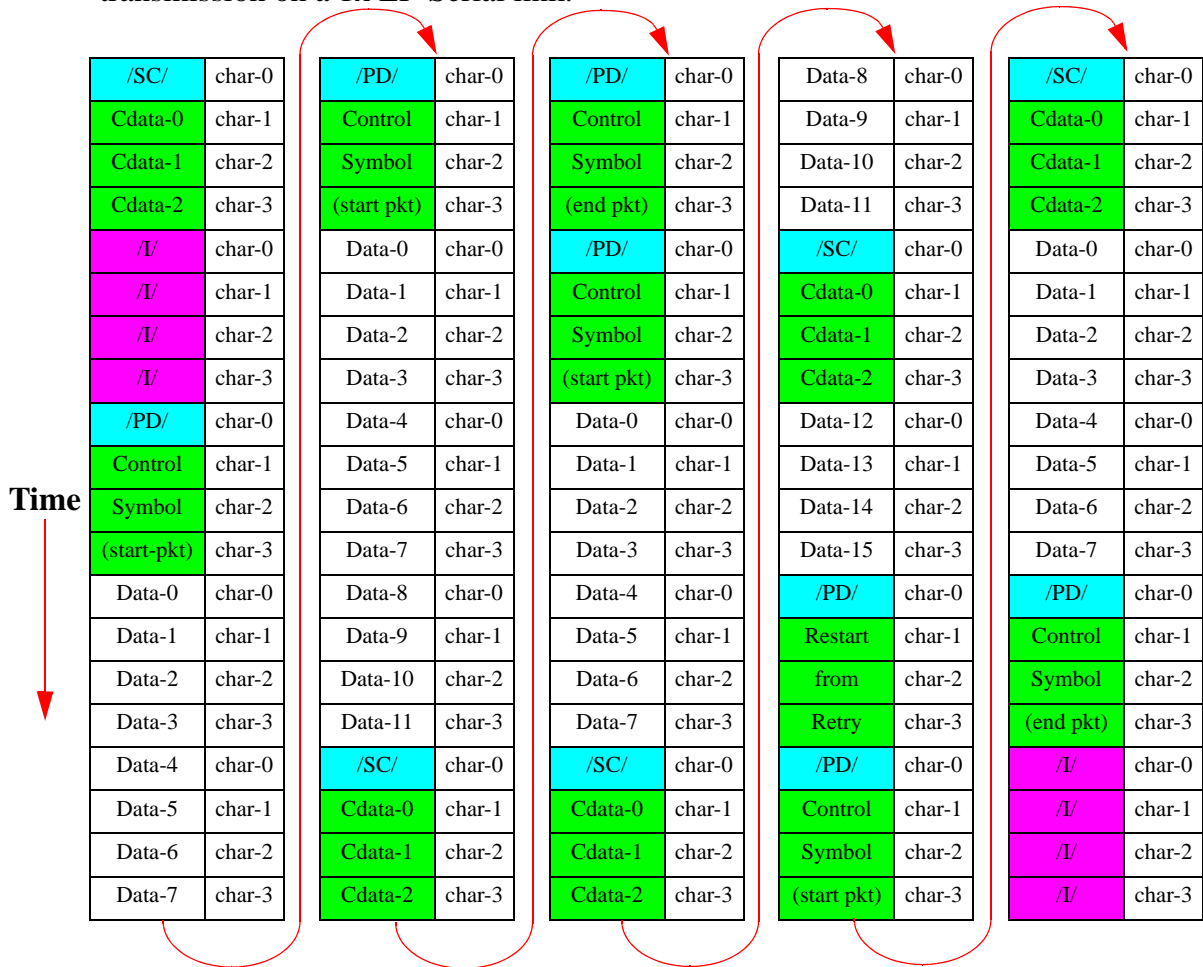 transmission on a 1x LP-Serial link.
Time
/SC/ char-0
Cdata-0 char-1
Cdata-1 char-2
Cdata-2 char-3
/I/ char-0
/I/ char-1
/I/ char-2
/I/ char-3
/PD/ char-0
Control char-1
Symbol char-2
(start-pkt) char-3
Data-0 char-0
Data-1 char-1
Data-2 char-2
Data-3 char-3
Data-4 char-0
Data-5 char-1
Data-6 char-2
Data-7 char-3
/PD/ char-0
Control char-1
Symbol char-2
(start pkt) char-3
Data-0 char-0
Data-1 char-1
Data-2 char-2
Data-3 char-3
Data-4 char-0
Data-5 char-1
Data-6 char-2
Data-7 char-3
Data-8 char-0
Data-9 char-1
Data-10 char-2
Data-11 char-3
/SC/ char-0
Cdata-0 char-1
Cdata-1 char-2
Cdata-2 char-3
/PD/ char-0
Control char-1
Symbol char-2
(end pkt) char-3
/PD/ char-0
Control char-1
Symbol char-2
(start pkt) char-3
Data-0 char-0
Data-1 char-1
Data-2 char-2
Data-3 char-3
Data-4 char-0
Data-5 char-1
Data-6 char-2
Data-7 char-3
/SC/ char-0
Cdata-0 char-1
Cdata-1 char-2
Cdata-2 char-3
Data-8 char-0
Data-9 char-1
Data-10 char-2
Data-11 char-3
/SC/ char-0
Cdata-0 char-1
Cdata-1 char-2
Cdata-2 char-3
Data-12 char-0
Data-13 char-1
Data-14 char-2
Data-15 char-3
/PD/ char-0
Restart char-1
from char-2
Retry char-3
/PD/ char-0
Control char-1
Symbol char-2
(start pkt) char-3
/SC/ char-0
Cdata-0 char-1
Cdata-1 char-2
Cdata-2 char-3
Data-0 char-0
Data-1 char-1
Data-2 char-2
Data-3 char-3
Data-4 char-0
Data-5 char-1
Data-6 char-2
Data-7 char-3
/PD/ char-0
Control char-1
Symbol char-2
(end pkt) char-3
/I/ char-0
/I/ char-1
/I/ char-2
/I/ char-3